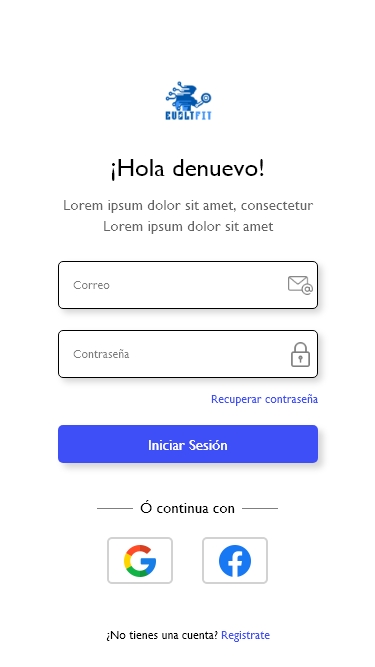 EVOLTFIT
¡Hola denuevo!
Lorem ipsum dolor sit amet, consectetur
Lorem ipsum dolor sit amet
Correo
Contraseña
Recuperar contraseña
Iniciar Sesión
Ó continua con
¿No tienes una cuenta? Registrate